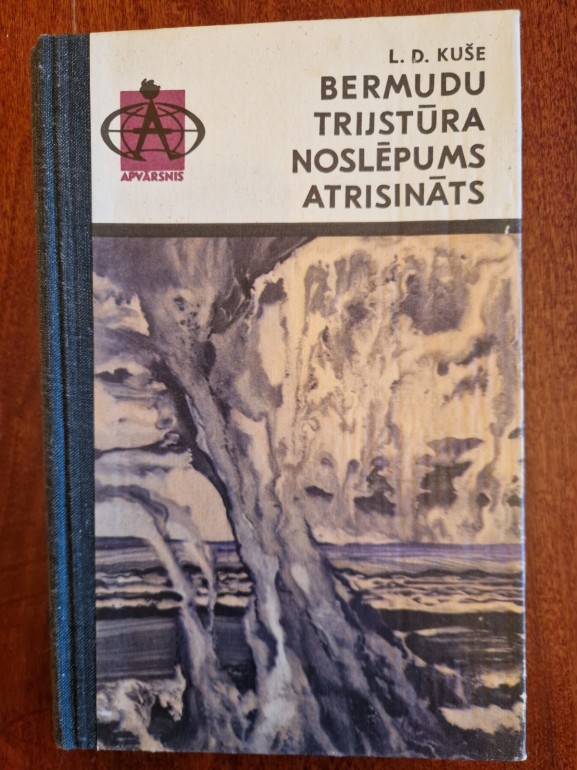 L. D. KUŠE
BERMUDU
TRIJSTŪRA
NOSLĒPUMS
ATRISINĀTS
APVĀRSNIS